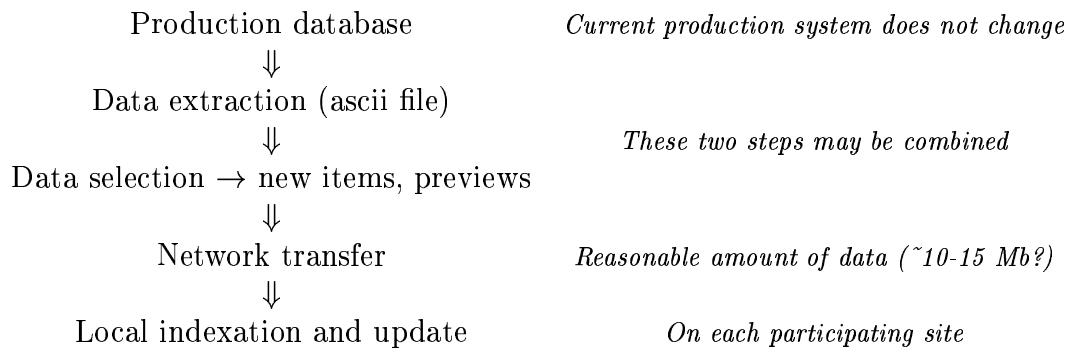 Production database Current production system does not change
⇓
Data extraction (ascii file)
⇓ These two steps may be combined
Data selection → new items, previews
⇓
Network transfer Reasonable amount of data (~10-15 Mb?)
⇓
Local indexation and update On each participating site